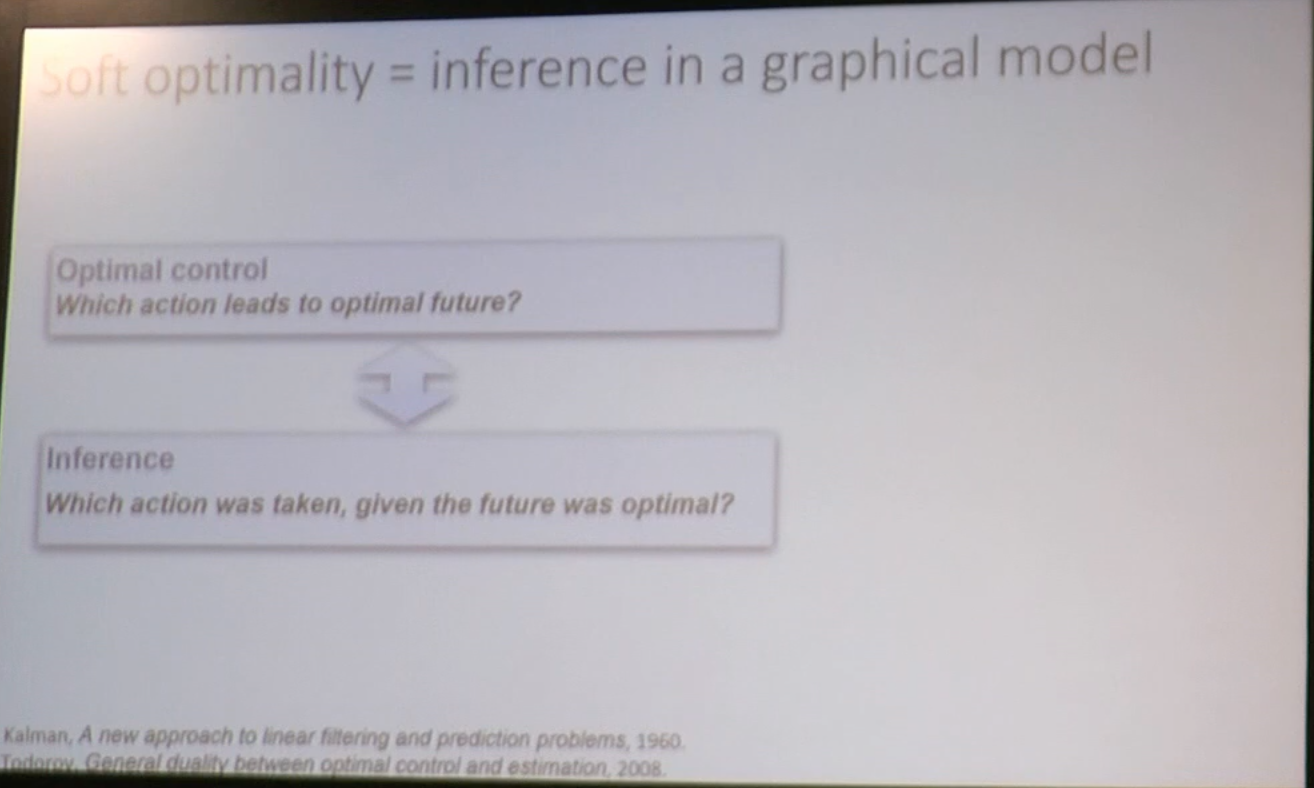 Soft optimality = inference in a graphical model
Optimal control
Which action leads to optimal future?
Inference
Which action was taken, given the future was optimal?
Kalman, A new approach to linear filtering and prediction problems, 1960.
Todorov, General duality between optimal control and estimation, 2008.